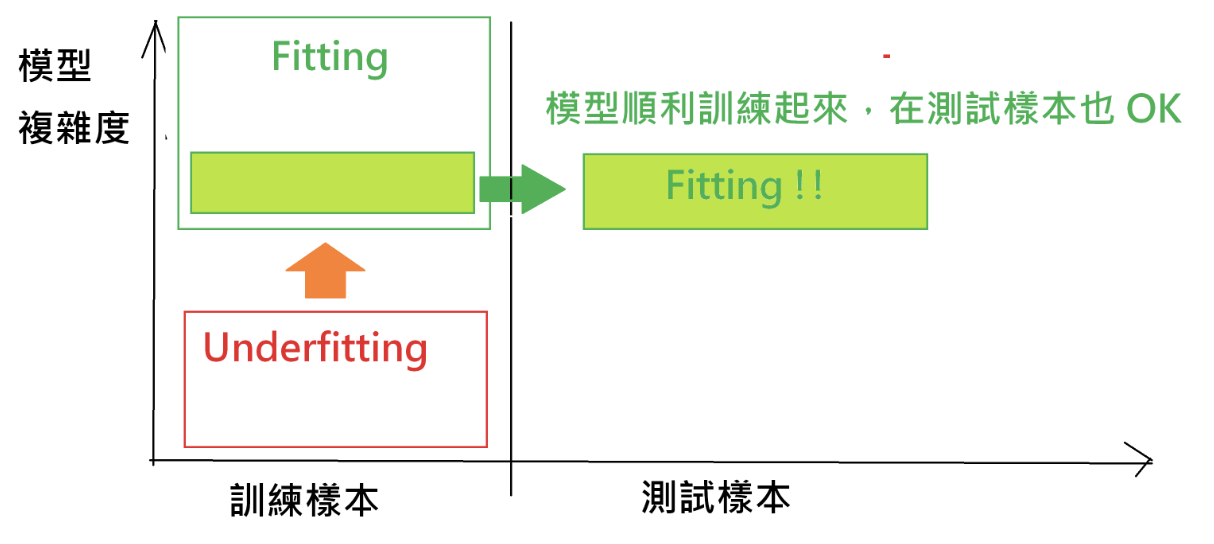 模型
複雜度
Fitting
模型順利訓練起來，在測試樣本也 OK
Fitting ! !
Underfitting
訓練樣本
測試樣本